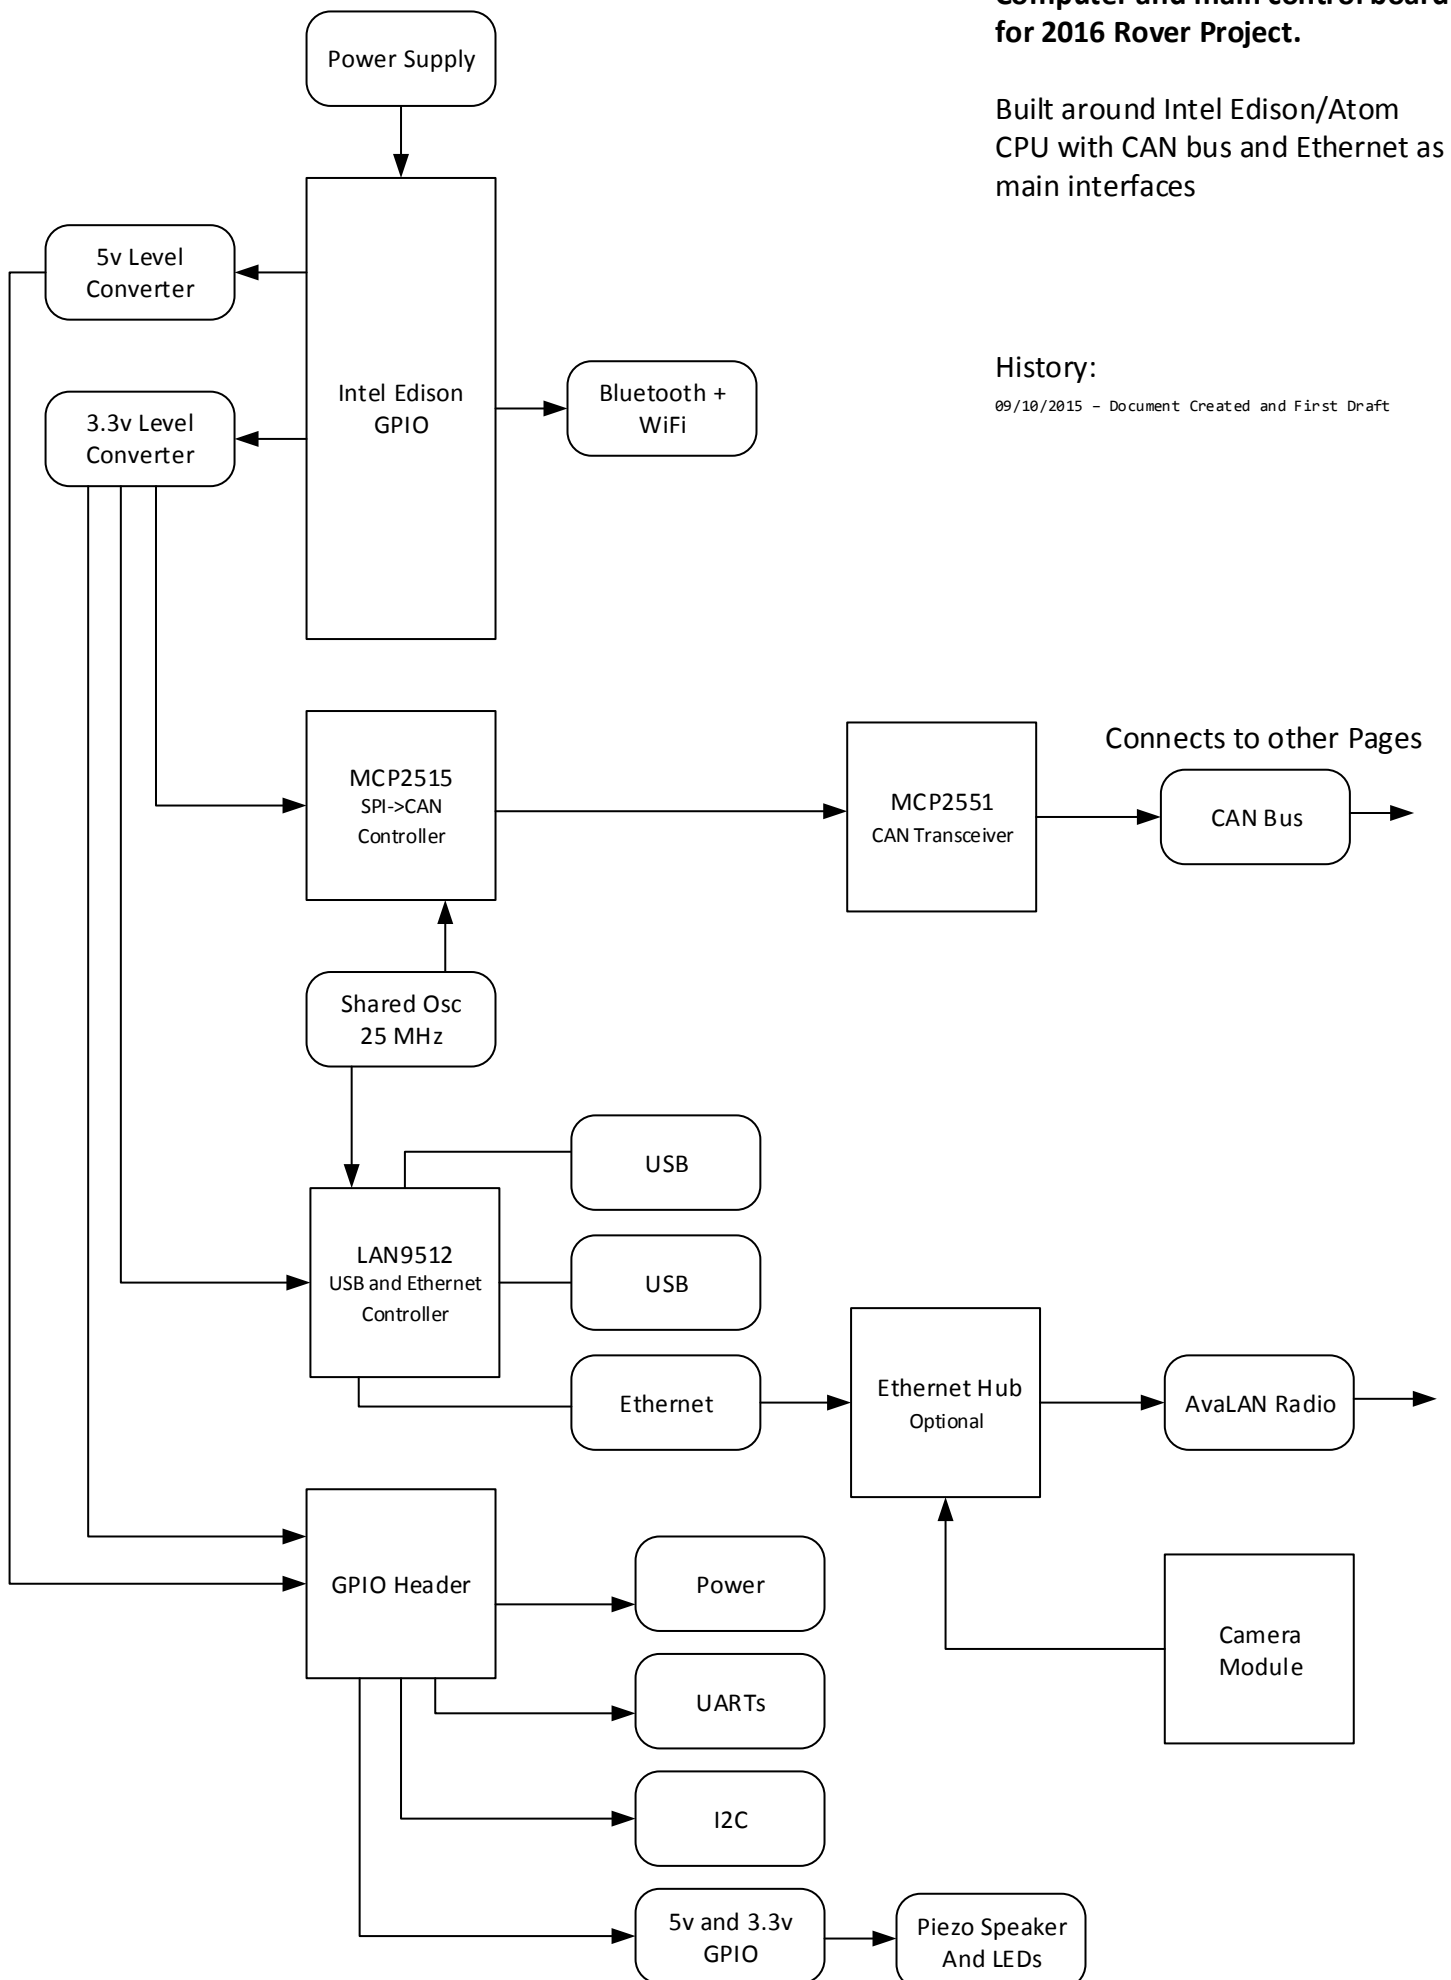 Computer and main control board
for 2016 Rover Project.
Built around Intel Edison/Atom
CPU with CAN bus and Ethernet as
main interfaces
History:
09/10/2015 – Document Created and First Draft
Power Supply
5v Level
Converter
Intel Edison
GPIO
Bluetooth +
WiFi
3.3v Level
Converter
Connects to other Pages
MCP2515
SPI->CAN
Controller
MCP2551
CAN Transceiver
CAN Bus
Shared Osc
25 MHz
USB
LAN9512
USB and Ethernet
Controller
USB
Ethernet
Ethernet Hub
Optional
AvaLAN Radio
GPIO Header
Power
Camera
Module
UARTs
I2C
5v and 3.3v
GPIO
Piezo Speaker
And LEDs